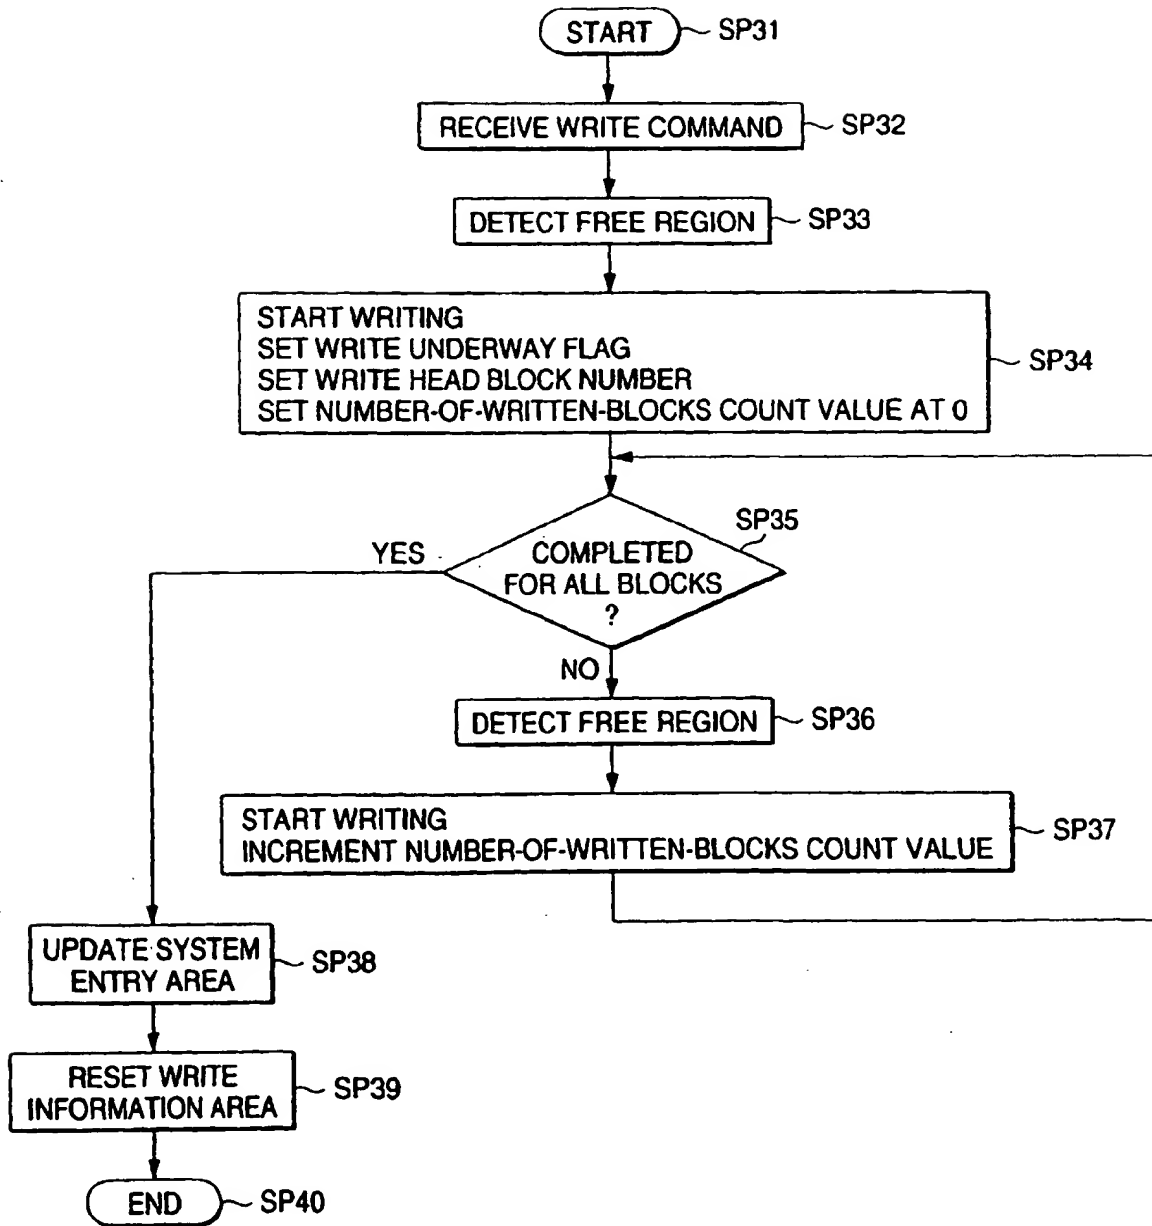 START
SP31
RECEIVE WRITE COMMAND
SP32
DETECT FREE REGION
SP33
START WRITING
SET WRITE UNDERWAY FLAG
SET WRITE HEAD BLOCK NUMBER
SET NUMBER-OF-WRITTEN-BLOCKS COUNT VALUE AT 0
SP34
SP35
YES
COMPLETED
FOR ALL BLOCKS
?
NO
DETECT FREE REGION
SP36
START WRITING
INCREMENT NUMBER-OF-WRITTEN-BLOCKS COUNT VALUE
SP37
UPDATE SYSTEM
ENTRY AREA
SP38
RESET WRITE
INFORMATION AREA
SP39
END
SP40